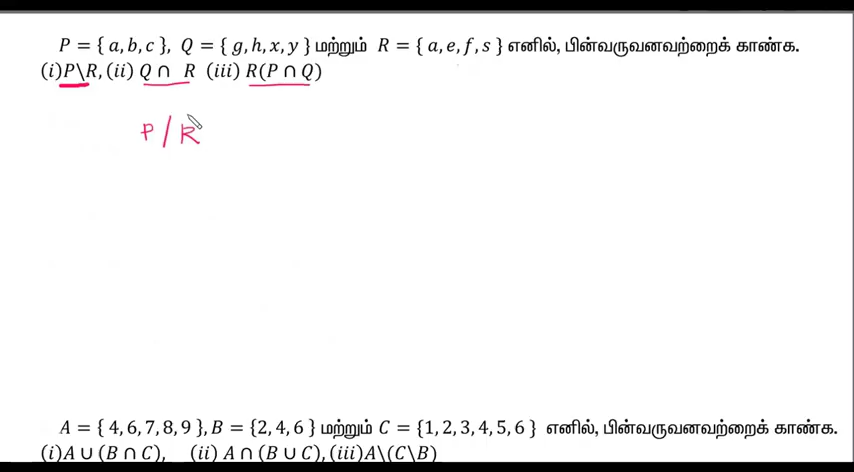 P = { a, b, c }, Q = { g, h, x, y } மற்றும் R = { a, e, f, s } எனில், பின்வருவனவற்றைக் காண்க.
(i)P\R, (ii) Q ∩ R (iii) R(P ∩ Q)
P / R
A = { 4, 6, 7, 8, 9 }, B = {2, 4, 6 } மற்றும் C = {1, 2, 3, 4, 5, 6 } எனில், பின்வருவனவற்றைக் காண்க.
(i)A ∪ (B ∩ C), (ii) A ∩ (B ∪ C), (iii)A\(C\B)